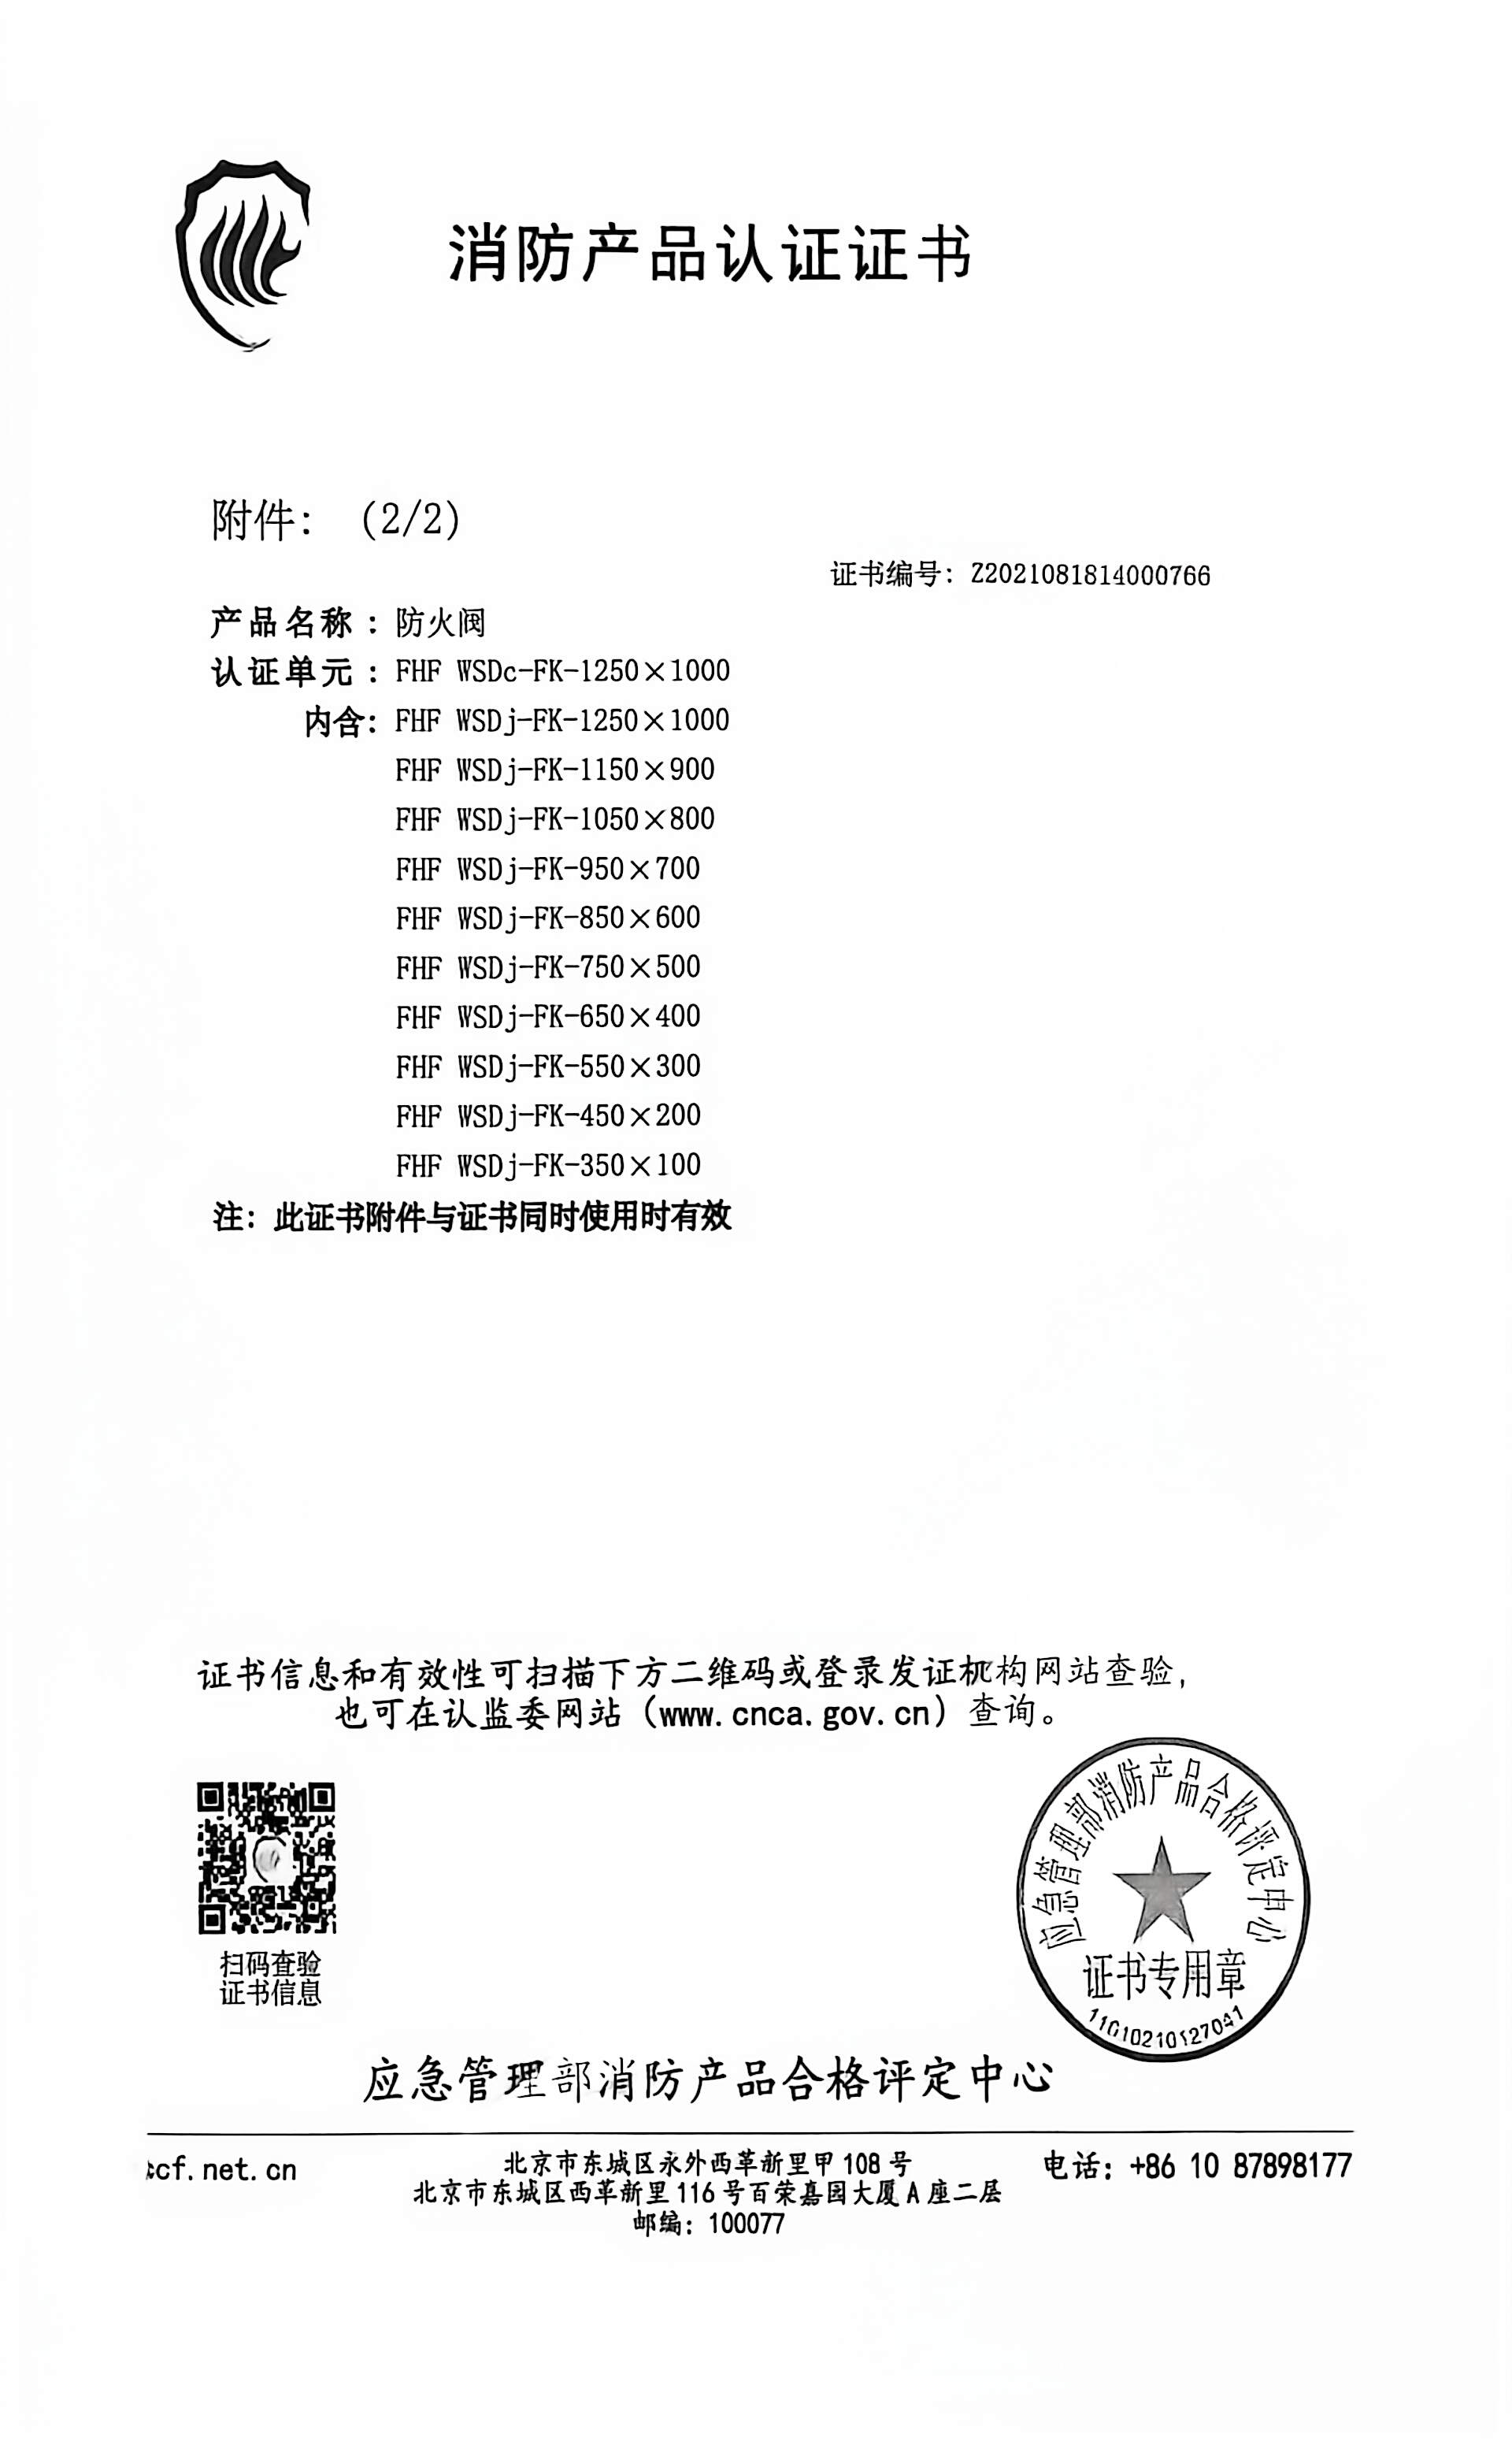 消防产品认证证书
附件: (2/2)
证书编号: Z2021081814000766
产品名称: 防火阀
认证单元: FHF WSDc-FK-1250×1000
内含: FHF WSDj-FK-1250×1000
FHF WSDj-FK-1150×900
FHF WSDj-FK-1050×800
FHF WSDj-FK-950×700
FHF WSDj-FK-850×600
FHF WSDj-FK-750×500
FHF WSDj-FK-650×400
FHF WSDj-FK-550×300
FHF WSDj-FK-450×200
FHF WSDj-FK-350×100
注: 此证书附件与证书同时使用时有效
证书信息和有效性可扫描下方二维码或登录发证机构网站查验,
也可在认监委网站 (www.cnca.gov.cn) 查询。
应急管理部消防产品合格评定中心
证书专用章
扫码查验
证书信息
应急管理部消防产品合格评定中心
cf.net.cn
北京市东城区永外西革新里甲108号
北京市东城区西革新里116号百荣嘉园大厦A座二层
邮编: 100077
电话: +86 10 87898177